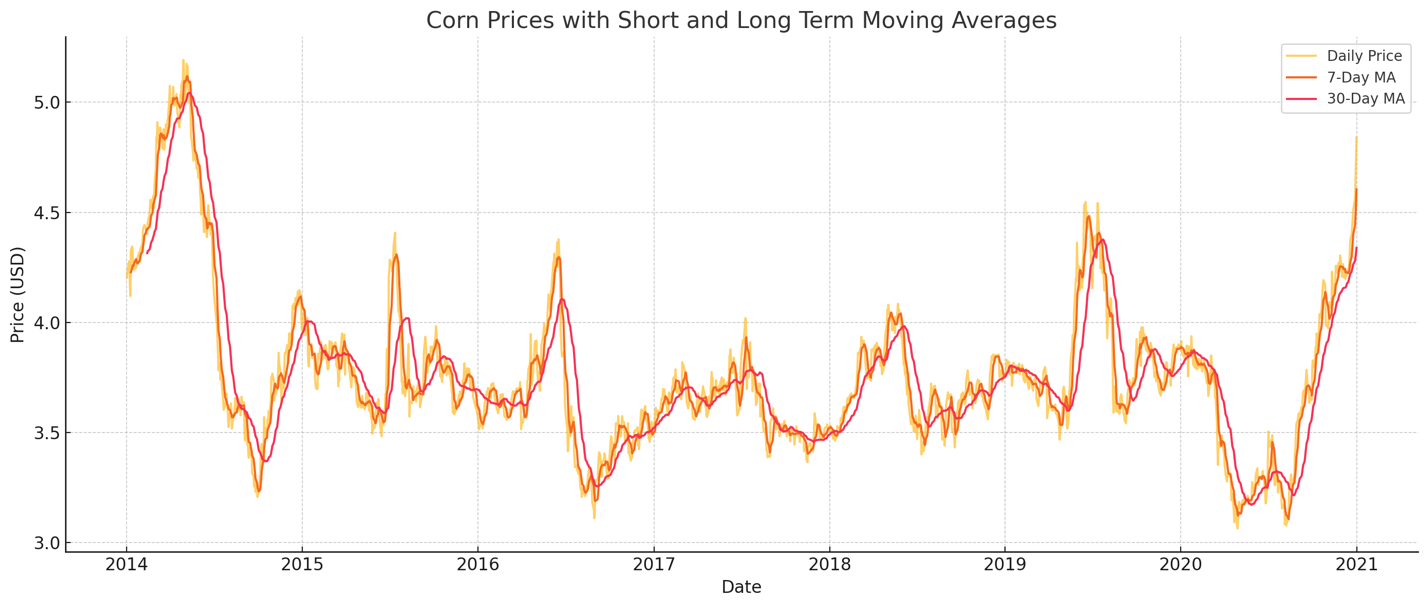 Corn Prices with Short and Long Term Moving Averages
Daily Price
7-Day MA
30-Day MA
Price (USD)
5.0
4.5
4.0
3.5
3.0
2014 2015 2016 2017 2018 2019 2020 2021
Date